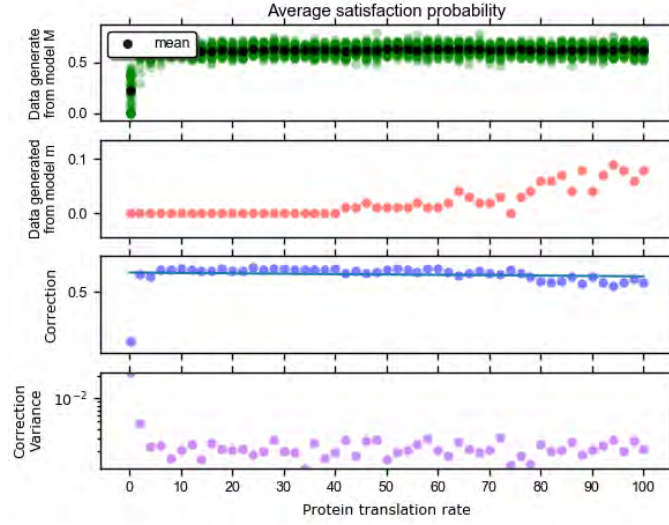 Average satisfaction probability
Data generate
from model M
0.5
0.0
mean
Data generated
from model m
0.1
0.0
Correction
0.5
Correction
Variance
10⁻²
0 10 20 30 40 50 60 70 80 90 100
Protein translation rate